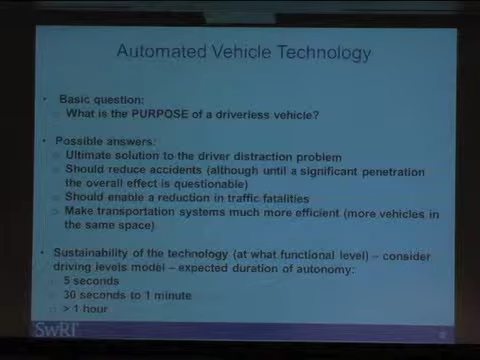 Automated Vehicle Technology
• Basic question:
o What is the PURPOSE of a driverless vehicle?
• Possible answers:
o Ultimate solution to the driver distraction problem
o Should reduce accidents (although until a significant penetration
the overall effect is questionable)
o Should enable a reduction in traffic fatalities
o Make transportation systems much more efficient (more vehicles in
the same space)
• Sustainability of the technology (at what functional level) – consider
driving levels model – expected duration of autonomy:
o 5 seconds
o 30 seconds to 1 minute
o > 1 hour
SwRI